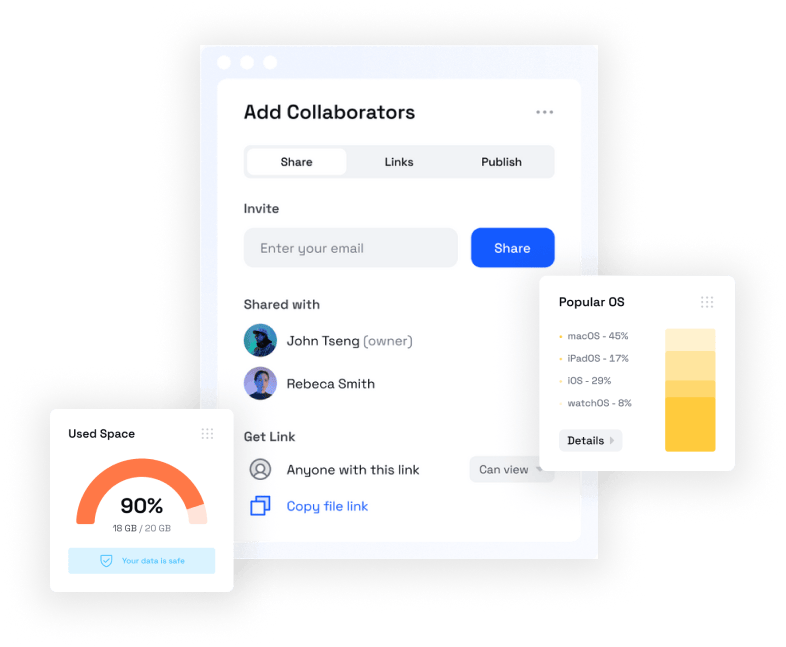 Add Collaborators
Share
Links
Publish
Invite
Enter your email
Share
Shared with
John Tseng (owner)
Rebeca Smith
Get Link
Anyone with this link
Can view
Copy file link
Popular OS
macOS - 45%
iPadOS - 17%
iOS - 29%
watchOS - 8%
Details
Used Space
90%
18 GB / 20 GB
Your data is safe